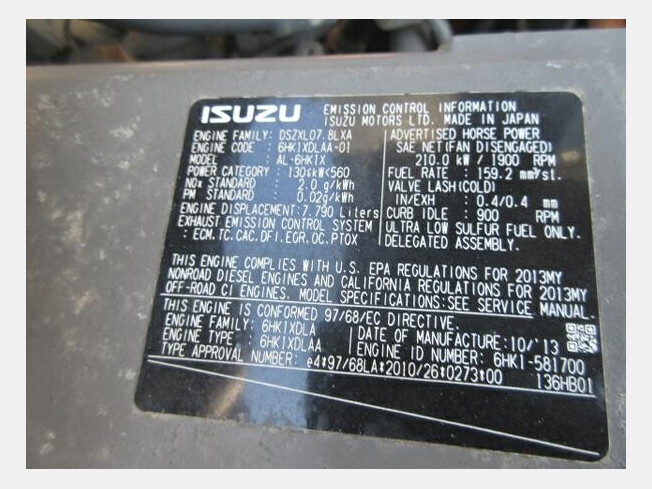 ISUZU
EMISSION CONTROL INFORMATION
ISUZU MOTORS LTD. MADE IN JAPAN
ENGINE FAMILY: DSZXL07.8LXA
ENGINE CODE : 6HK1XDLAA-01
MODEL : AL-6HK1X
POWER CATEGORY : 130≤kW<560
NOx STANDARD : 2.0 g/kWh
PM STANDARD : 0.02g/kWh
ENGINE DISPLACEMENT:7.790 Liters
EXHAUST EMISSION CONTROL SYSTEM
: ECM.TC.CAC.DFI.EGR.OC.PTOX
ADVERTISED HORSE POWER
SAE NET(FAN DISENGAGED)
210.0 kW / 1900 RPM
FUEL RATE : 159.2 mm³/st.
VALVE LASH(COLD)
IN/EXH : 0.4/0.4 mm
CURB IDLE : 900 RPM
ULTRA LOW SULFUR FUEL ONLY.
DELEGATED ASSEMBLY.
THIS ENGINE COMPLIES WITH U.S. EPA REGULATIONS FOR 2013MY
NONROAD DIESEL ENGINES AND CALIFORNIA REGULATIONS FOR 2013MY
OFF-ROAD CI ENGINES. MODEL SPECIFICATIONS:SEE SERVICE MANUAL.
THIS ENGINE IS CONFORMED 97/68/EC DIRECTIVE.
ENGINE FAMILY: 6HK1XDLA
ENGINE TYPE : 6HK1XDLAA
DATE OF MANUFACTURE:10/'13
ENGINE ID NUMBER: 6HK1-581700
TYPE APPROVAL NUMBER: e4*97/68LA*2010/26*0273*00
136HB01